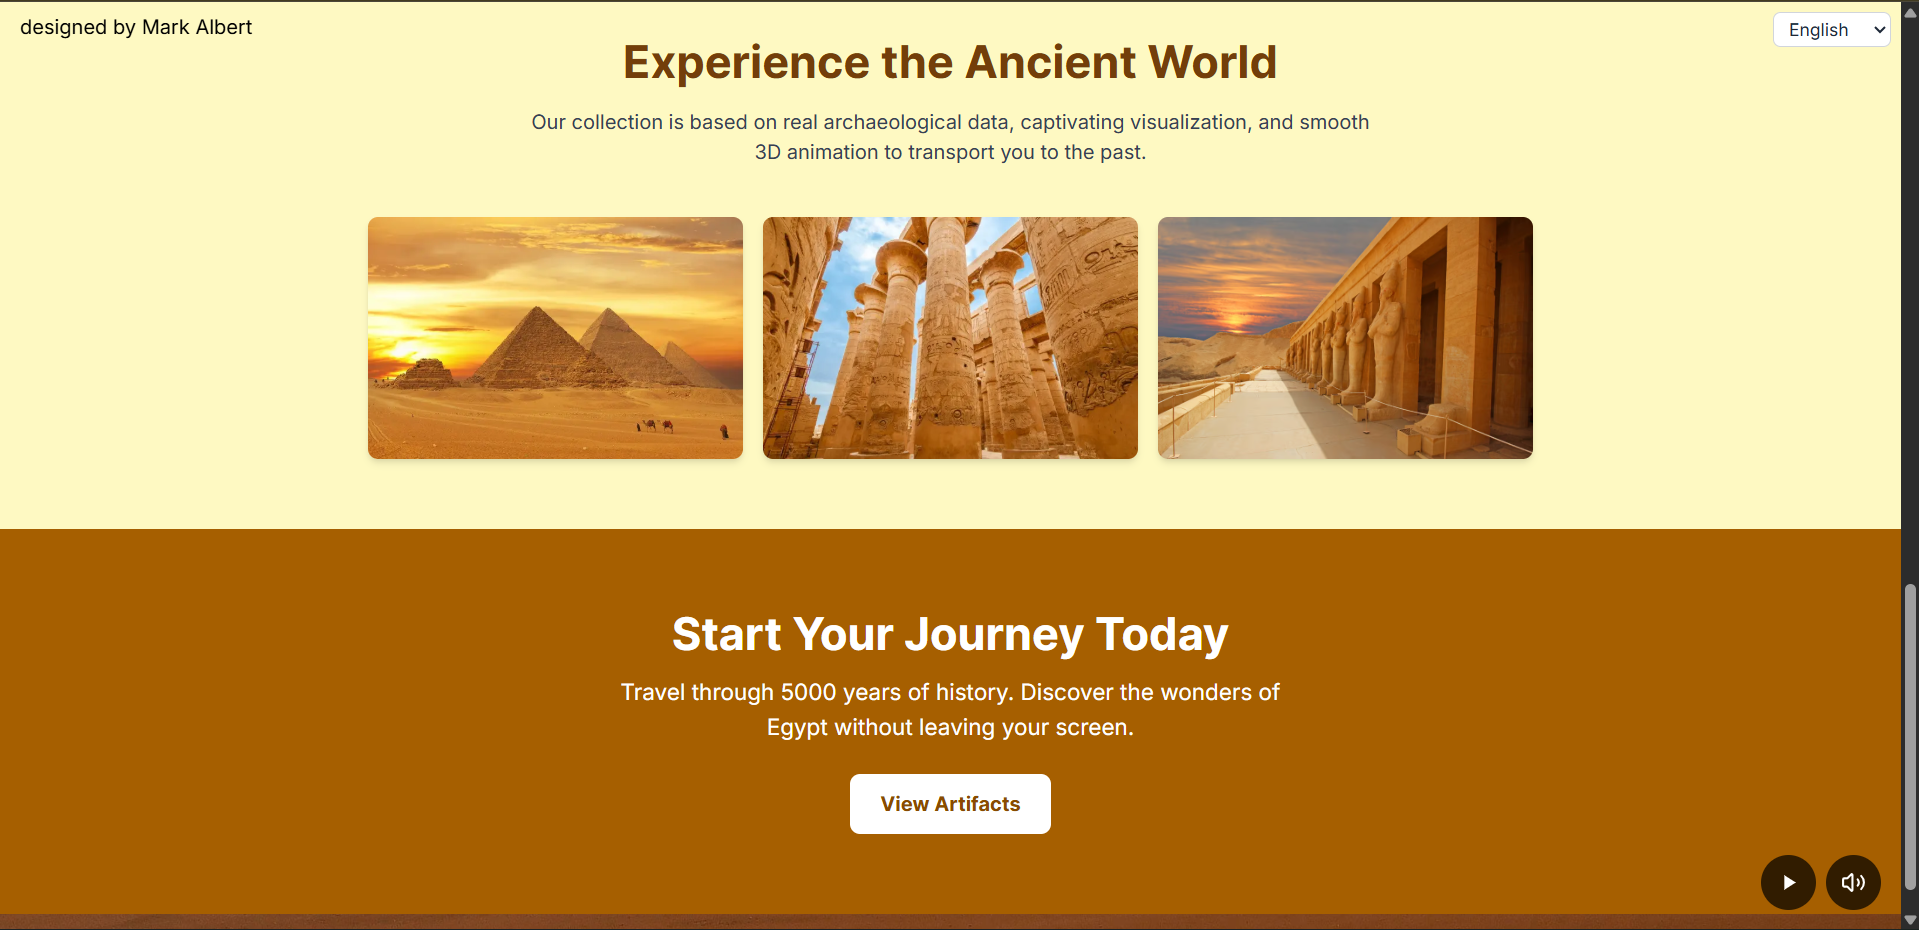 designed by Mark Albert
English
Experience the Ancient World
Our collection is based on real archaeological data, captivating visualization, and smooth
3D animation to transport you to the past.
Start Your Journey Today
Travel through 5000 years of history. Discover the wonders of
Egypt without leaving your screen.
View Artifacts